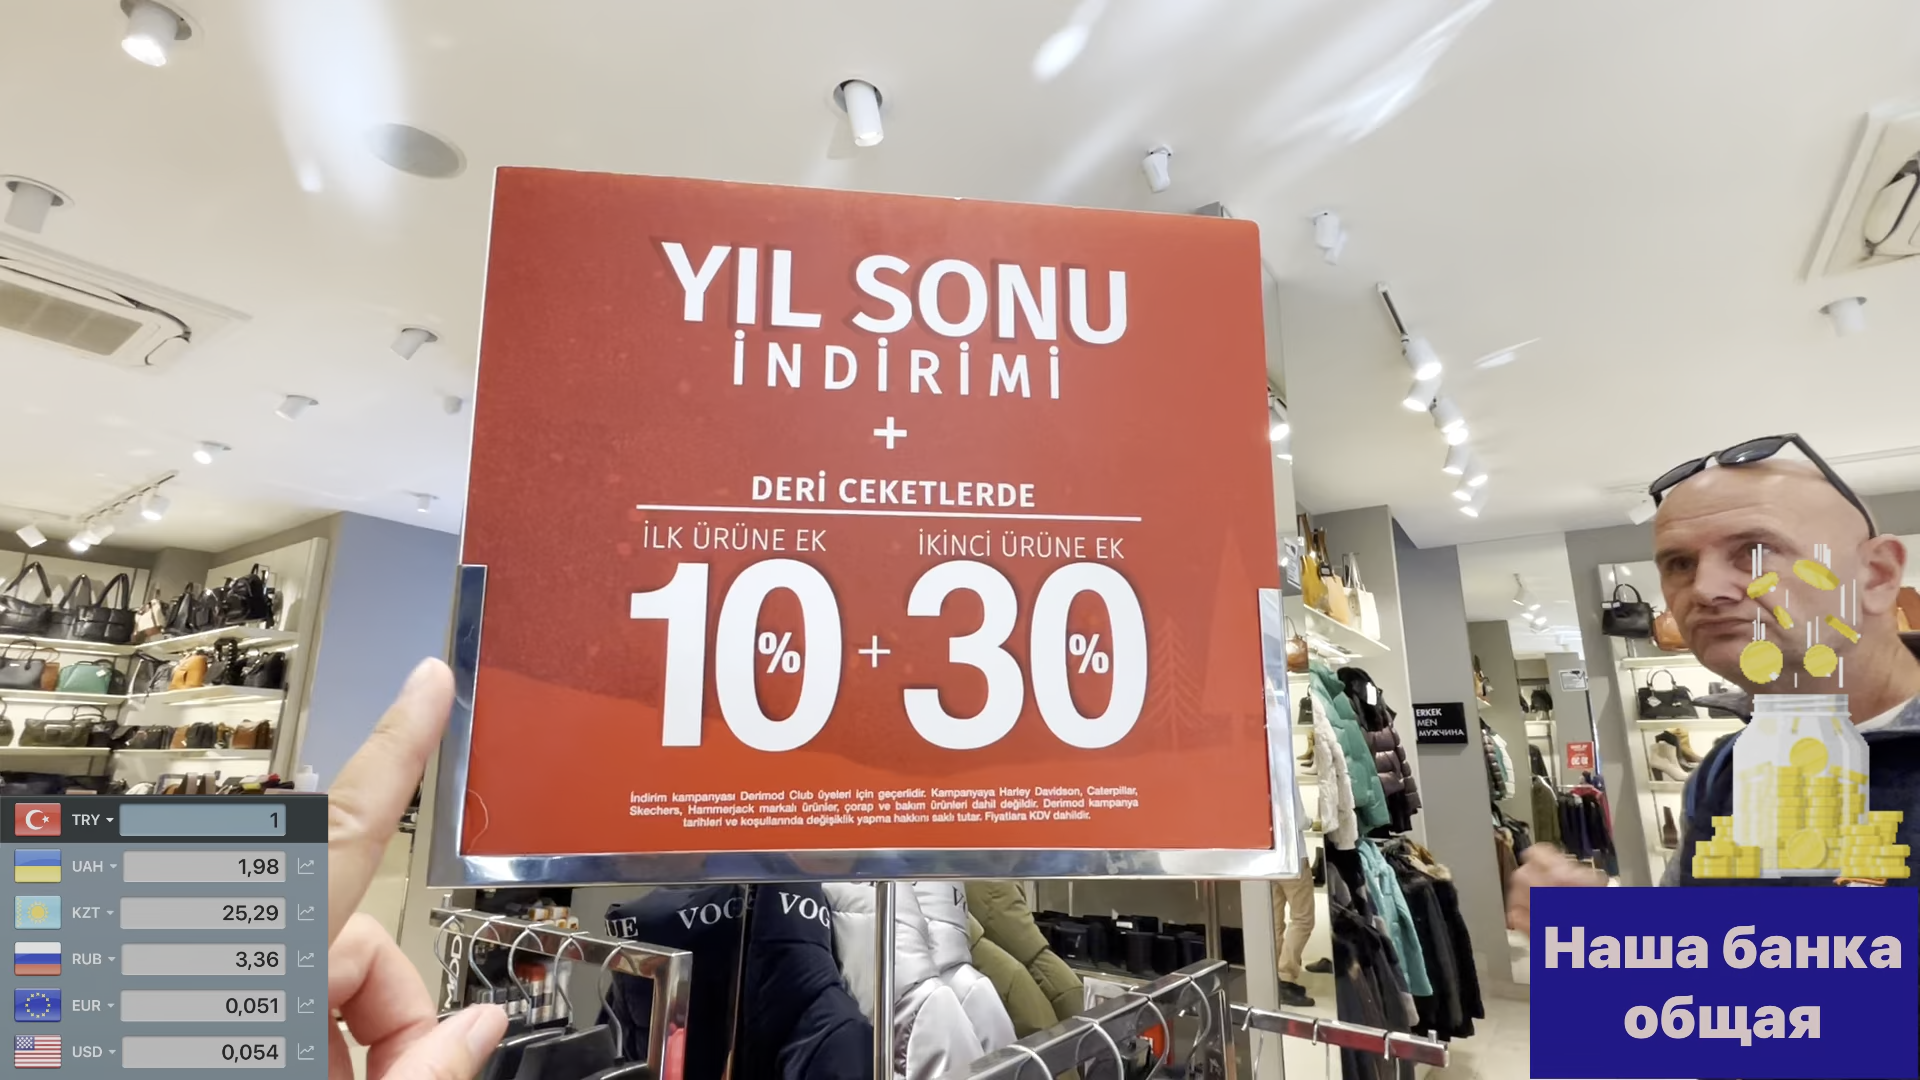 YIL SONU
İNDİRİMİ
+
DERİ CEKETLERDE
İLK ÜRÜNE EK
İKİNCİ ÜRÜNE EK
10% + 30%
İndirim kampanyası Derimod Club üyeleri için geçerlidir. Kampanyaya Harley Davidson, Caterpillar,
Skechers, Hammerjack markalı ürünler, çorap ve bakım ürünleri dahil değildir. Derimod kampanya
tarihleri ve koşullarında değişiklik yapma hakkını saklı tutar. Fiyatlara KDV dahildir.
ERKEK
MEN
МУЖЧИНА
TRY 1
UAH 1,98
KZT 25,29
RUB 3,36
EUR 0,051
USD 0,054
VOG
Наша банка
общая